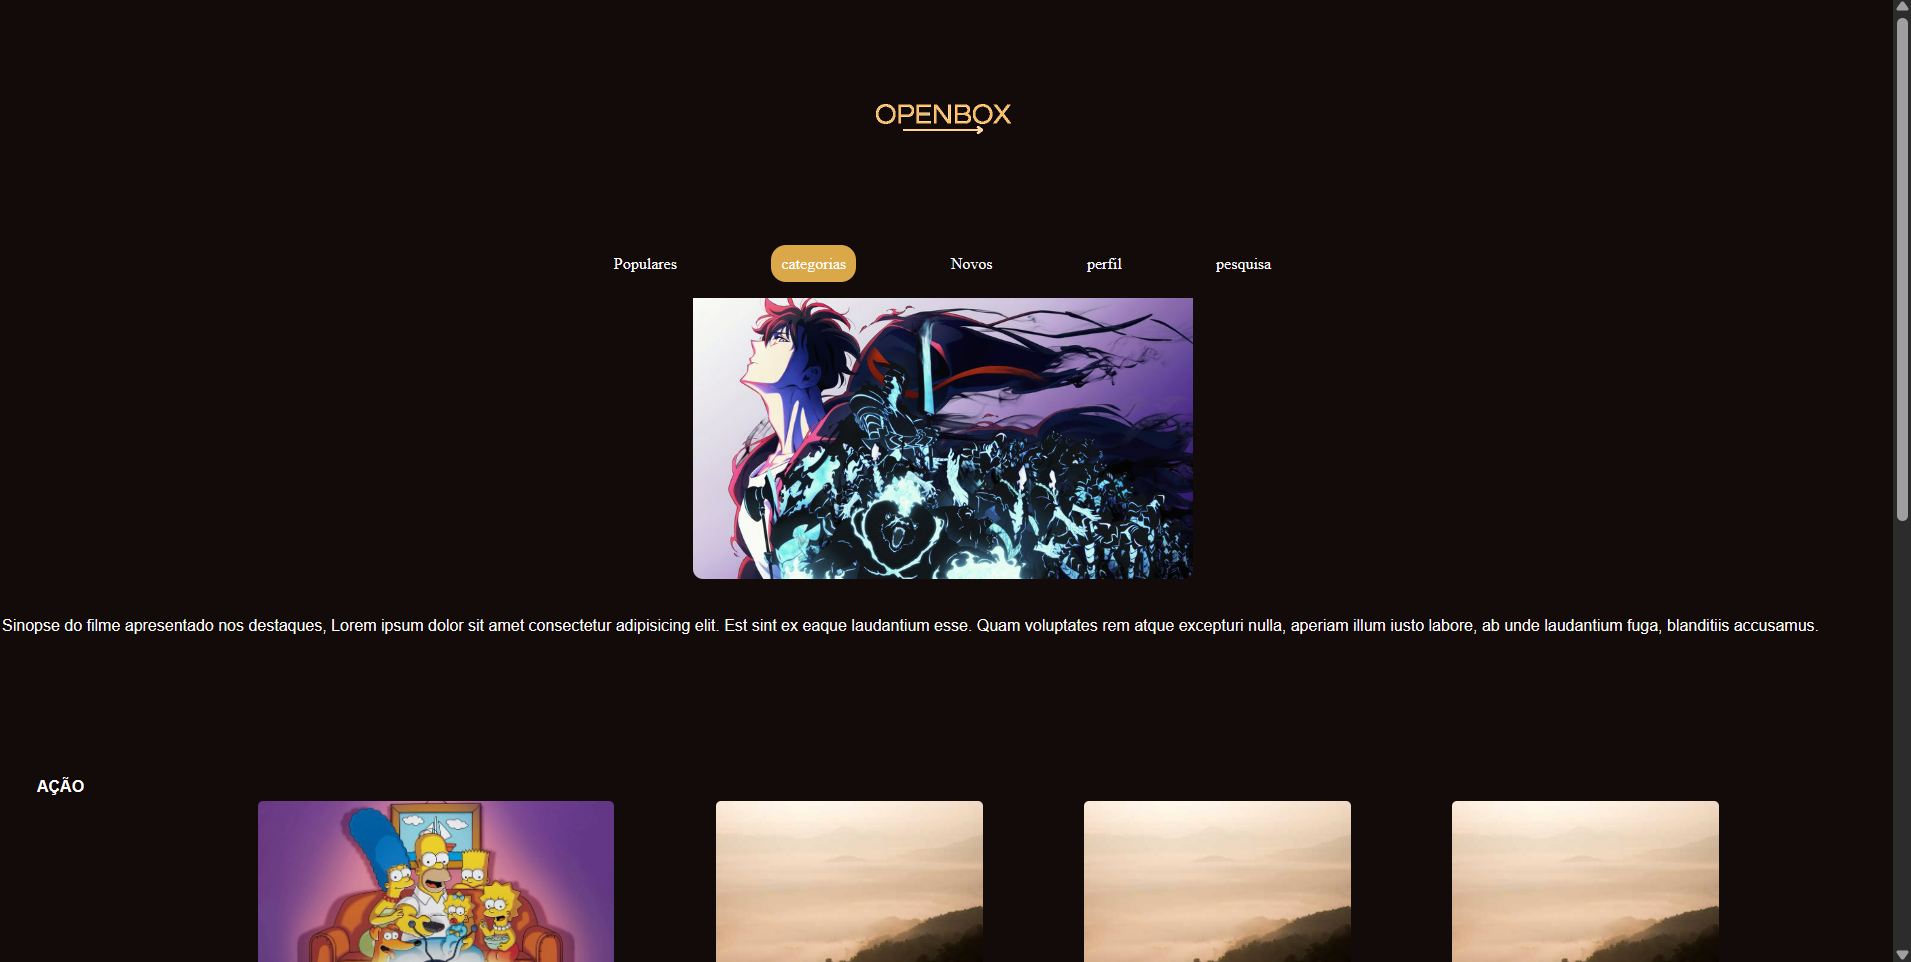 OPENBOX
Populares
categorias
Novos
perfil
pesquisa
Sinopse do filme apresentado nos destaques, Lorem ipsum dolor sit amet consectetur adipisicing elit. Est sint ex eaque laudantium esse. Quam voluptates rem atque excepturi nulla, aperiam illum iusto labore, ab unde laudantium fuga, blanditiis accusamus.
AÇÃO